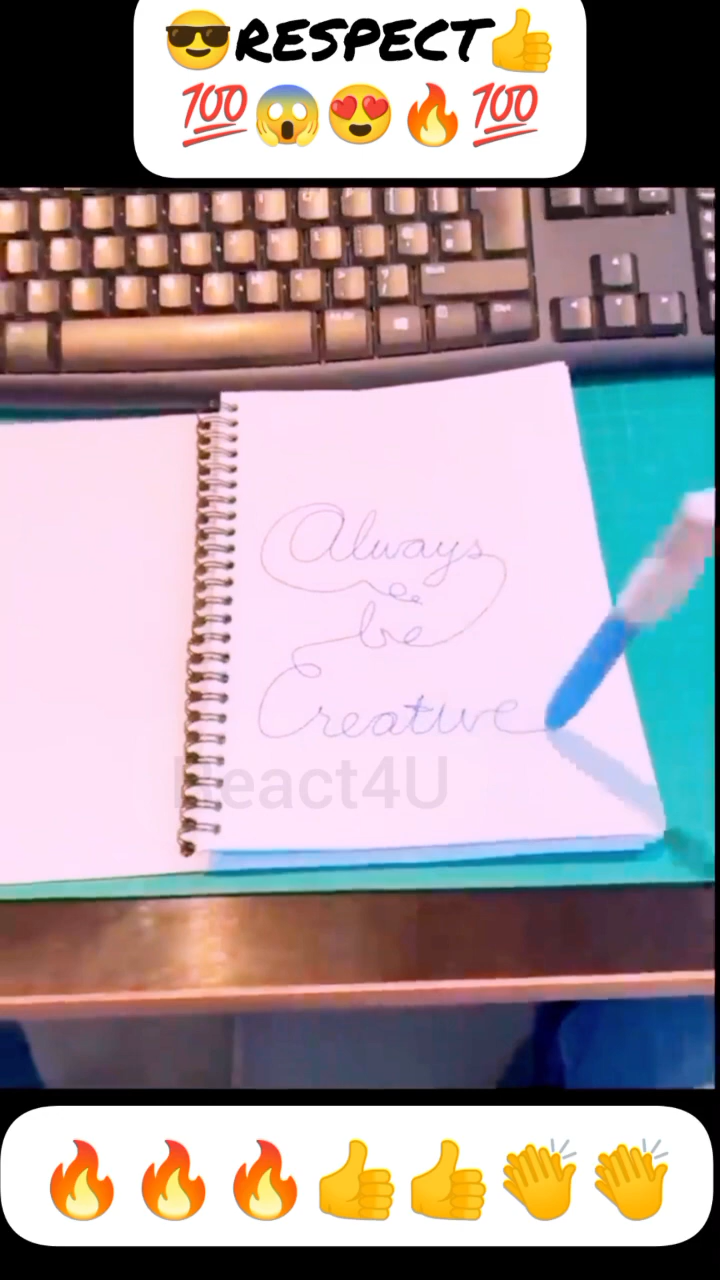 😎RESPECT👍
💯😱😍🔥💯
Always
be
Creative
React4U
🔥🔥🔥👍👍👏👏